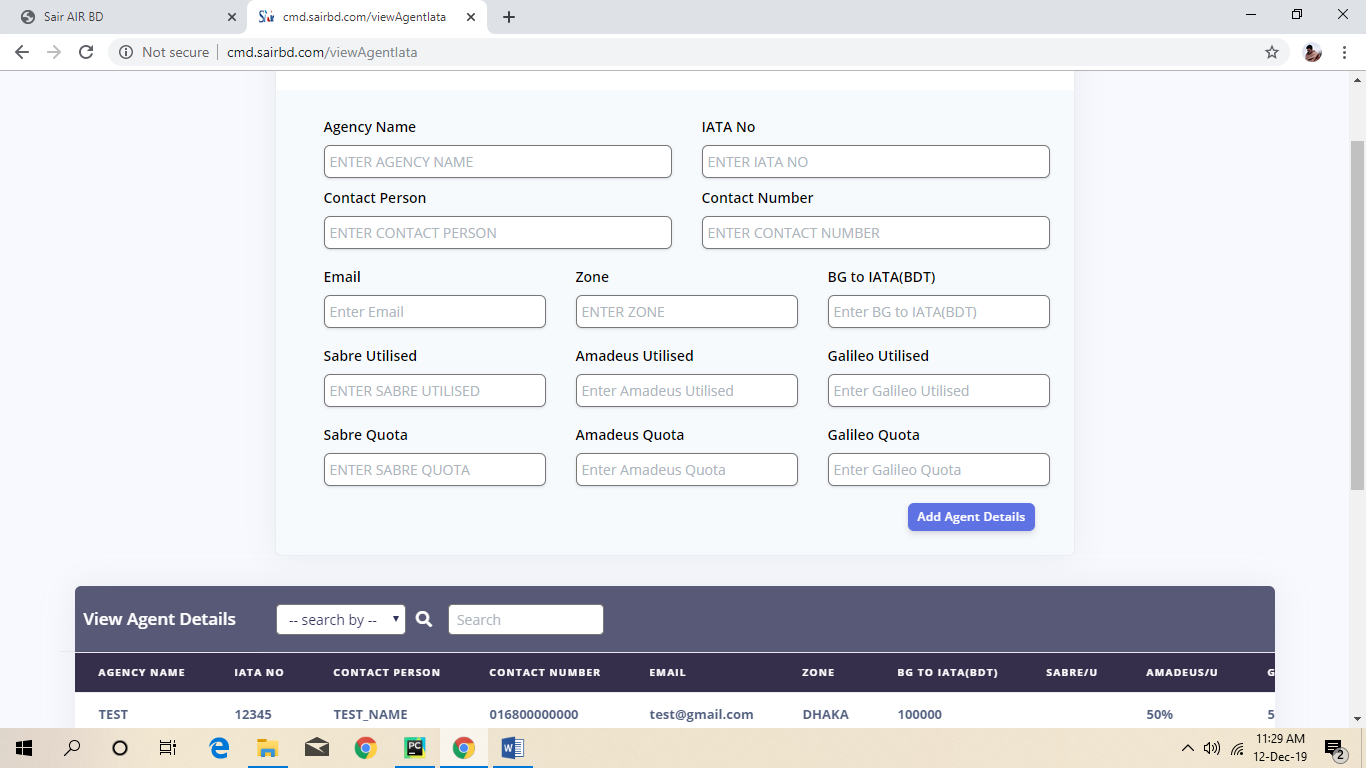 Sair AIR BD
cmd.sairbd.com/viewAgentIata
Not secure cmd.sairbd.com/viewAgentIata
Agency Name IATA No
ENTER AGENCY NAME ENTER IATA NO
Contact Person Contact Number
ENTER CONTACT PERSON ENTER CONTACT NUMBER
Email Zone BG to IATA(BDT)
Enter Email ENTER ZONE Enter BG to IATA(BDT)
Sabre Utilised Amadeus Utilised Galileo Utilised
ENTER SABRE UTILISED Enter Amadeus Utilised Enter Galileo Utilised
Sabre Quota Amadeus Quota Galileo Quota
ENTER SABRE QUOTA Enter Amadeus Quota Enter Galileo Quota
Add Agent Details
View Agent Details -- search by -- Search
AGENCY NAME IATA NO CONTACT PERSON CONTACT NUMBER EMAIL ZONE BG TO IATA(BDT) SABRE/U AMADEUS/U G
TEST 12345 TEST_NAME 016800000000 test@gmail.com DHAKA 100000 50% 5
PC W 11:29 AM
12-Dec-19 2